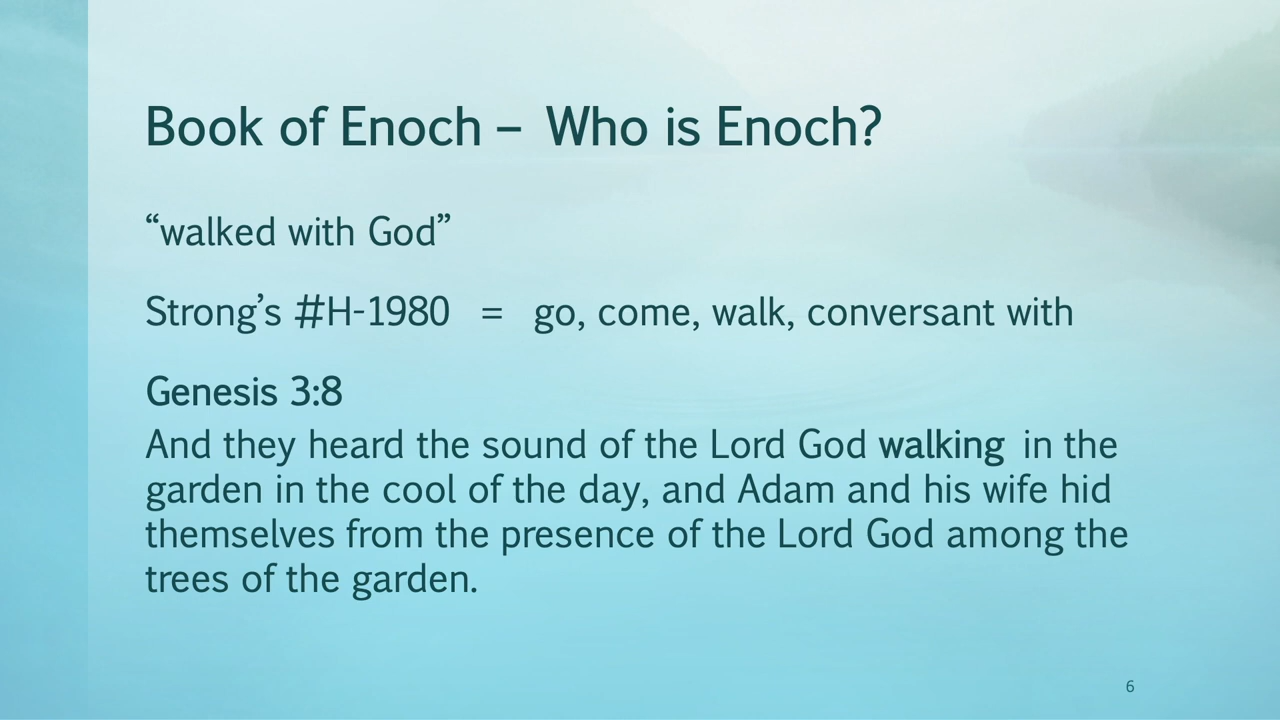 Book of Enoch – Who is Enoch?
“walked with God”
Strong’s #H-1980 = go, come, walk, conversant with
Genesis 3:8
And they heard the sound of the Lord God walking in the
garden in the cool of the day, and Adam and his wife hid
themselves from the presence of the Lord God among the
trees of the garden.
6